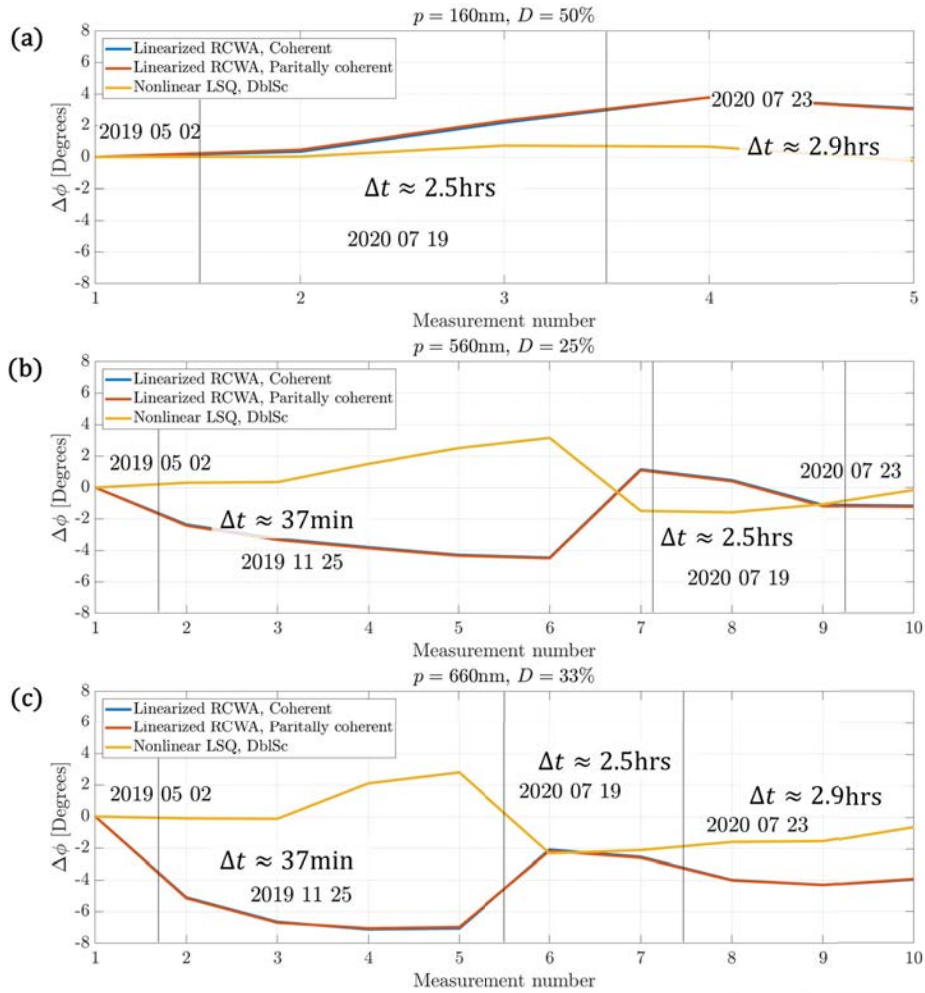 (a)
p = 160nm, D = 50%
Linearized RCWA, Coherent
Linearized RCWA, Paritally coherent
Nonlinear LSQ, DblSc
2019 05 02
2020 07 23
Δt ≈ 2.9hrs
Δt ≈ 2.5hrs
2020 07 19
Δϕ [Degrees]
8
6
4
2
0
-2
-4
-6
-8
1
2
3
4
5
Measurement number
(b)
p = 560nm, D = 25%
Linearized RCWA, Coherent
Linearized RCWA, Paritally coherent
Nonlinear LSQ, DblSc
2019 05 02
2020 07 23
Δt ≈ 37min
2019 11 25
Δt ≈ 2.5hrs
2020 07 19
Δϕ [Degrees]
8
6
4
2
0
-2
-4
-6
-8
1
2
3
4
5
6
7
8
9
10
Measurement number
(c)
p = 660nm, D = 33%
Linearized RCWA, Coherent
Linearized RCWA, Paritally coherent
Nonlinear LSQ, DblSc
2019 05 02
Δt ≈ 2.5hrs
2020 07 19
Δt ≈ 2.9hrs
2020 07 23
Δt ≈ 37min
2019 11 25
Δϕ [Degrees]
8
6
4
2
0
-2
-4
-6
-8
1
2
3
4
5
6
7
8
9
10
Measurement number